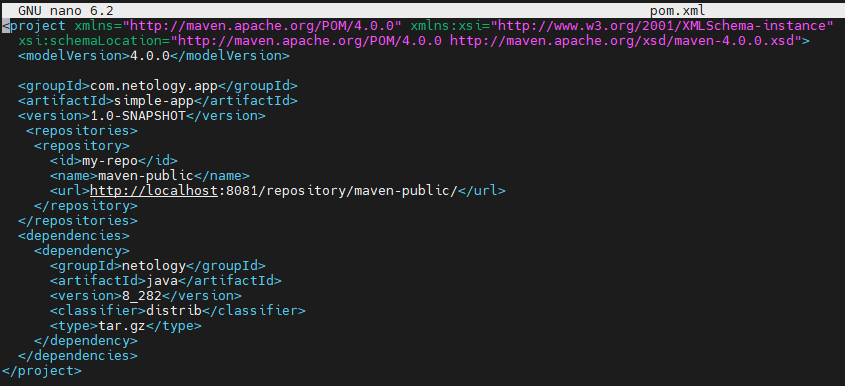 GNU nano 6.2 pom.xml
<project xmlns="http://maven.apache.org/POM/4.0.0" xmlns:xsi="http://www.w3.org/2001/XMLSchema-instance"
  xsi:schemaLocation="http://maven.apache.org/POM/4.0.0 http://maven.apache.org/xsd/maven-4.0.0.xsd">
  <modelVersion>4.0.0</modelVersion>

  <groupId>com.netology.app</groupId>
  <artifactId>simple-app</artifactId>
  <version>1.0-SNAPSHOT</version>
   <repositories>
    <repository>
      <id>my-repo</id>
      <name>maven-public</name>
      <url>http://localhost:8081/repository/maven-public/</url>
    </repository>
  </repositories>
  <dependencies>
    <dependency>
      <groupId>netology</groupId>
      <artifactId>java</artifactId>
      <version>8_282</version>
      <classifier>distrib</classifier>
      <type>tar.gz</type>
    </dependency>
  </dependencies>
</project>